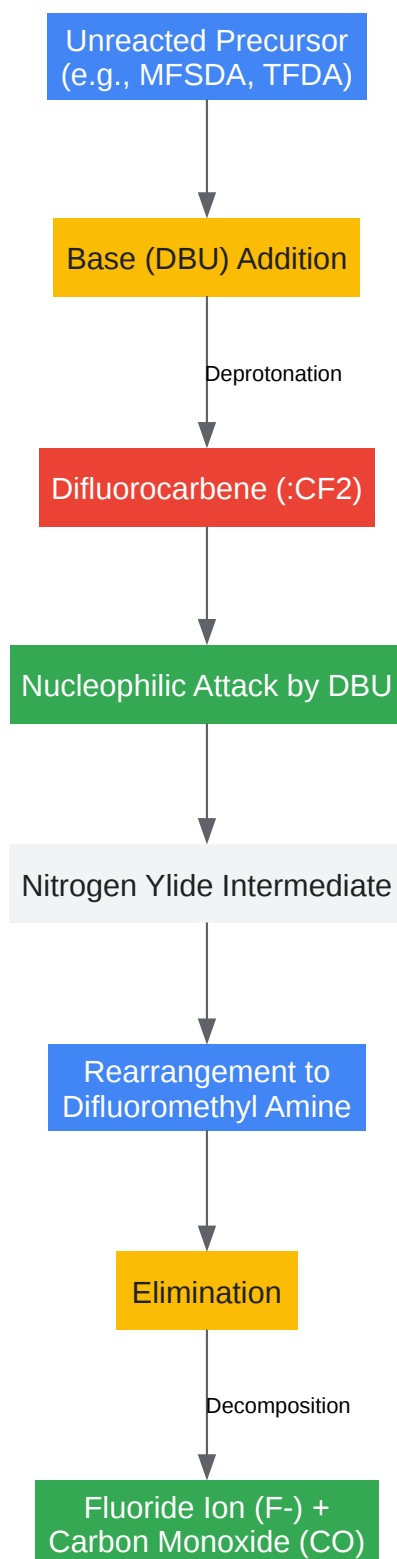 Unreacted Precursor
(e.g., MFSDA, TFDA)
Base (DBU) Addition
Deprotonation
Difluorocarbene (:CF2)
Nucleophilic Attack by DBU
Nitrogen Ylide Intermediate
Rearrangement to
Difluoromethyl Amine
Elimination
Decomposition
Fluoride Ion (F-) +
Carbon Monoxide (CO)